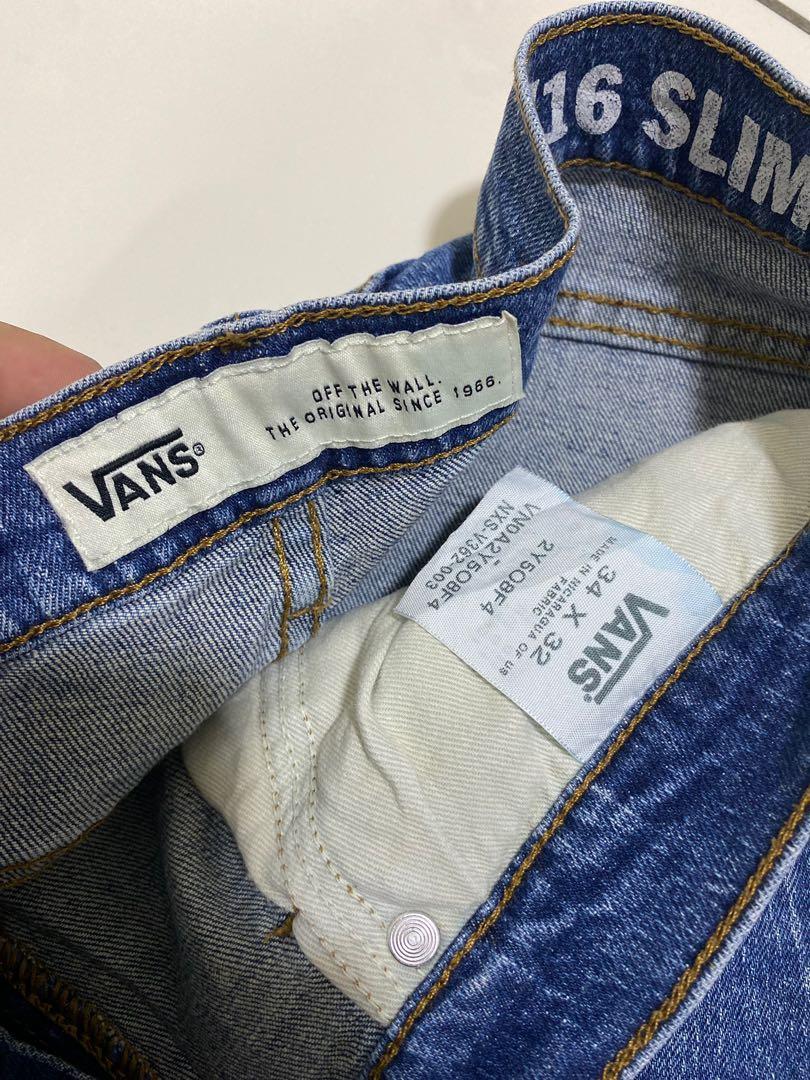 16 SLIM
VANS®
OFF THE WALL.
THE ORIGINAL SINCE 1966.
VANS®
34 X 32
MADE IN NICARAGUA OF US
FABRIC
2Y5O8F4
VN0A2Y5O8F4
NXS-V362-003